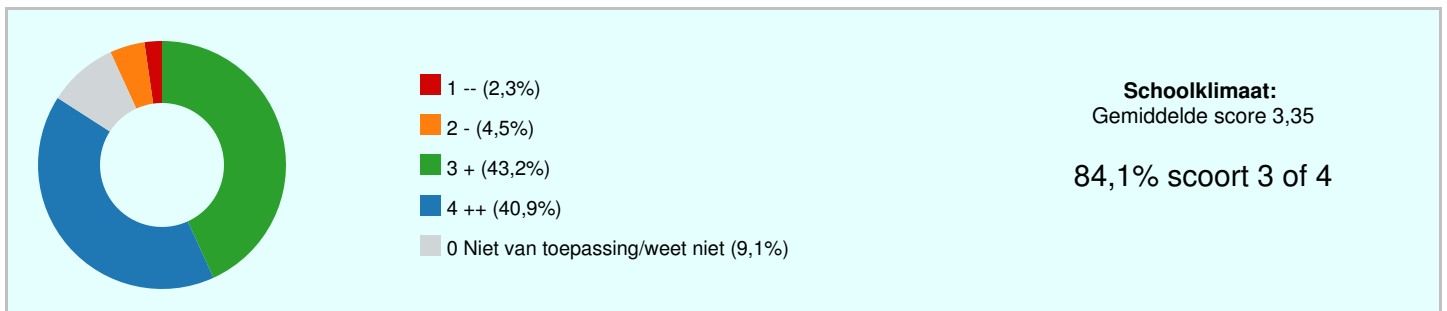 1 -- (2,3%)
2 - (4,5%)
3 + (43,2%)
4 ++ (40,9%)
0 Niet van toepassing/weet niet (9,1%)
Schoolklimaat:
Gemiddelde score 3,35
84,1% scoort 3 of 4